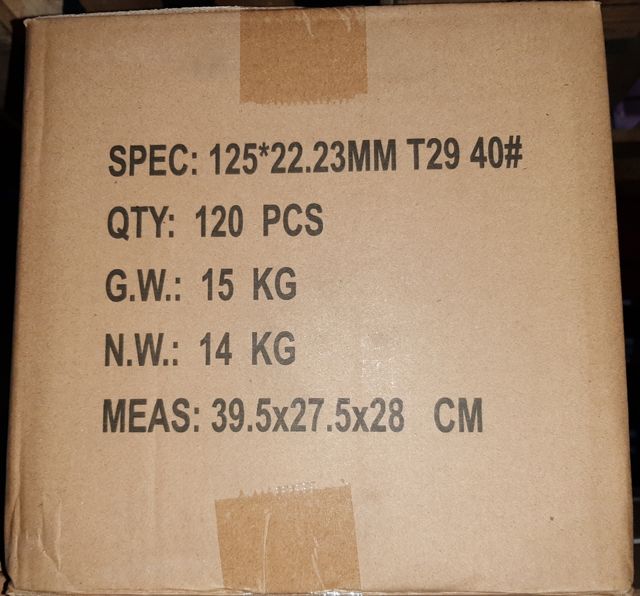 SPEC: 125*22.23MM T29 40#
QTY: 120 PCS
G.W.: 15 KG
N.W.: 14 KG
MEAS: 39.5x27.5x28 CM